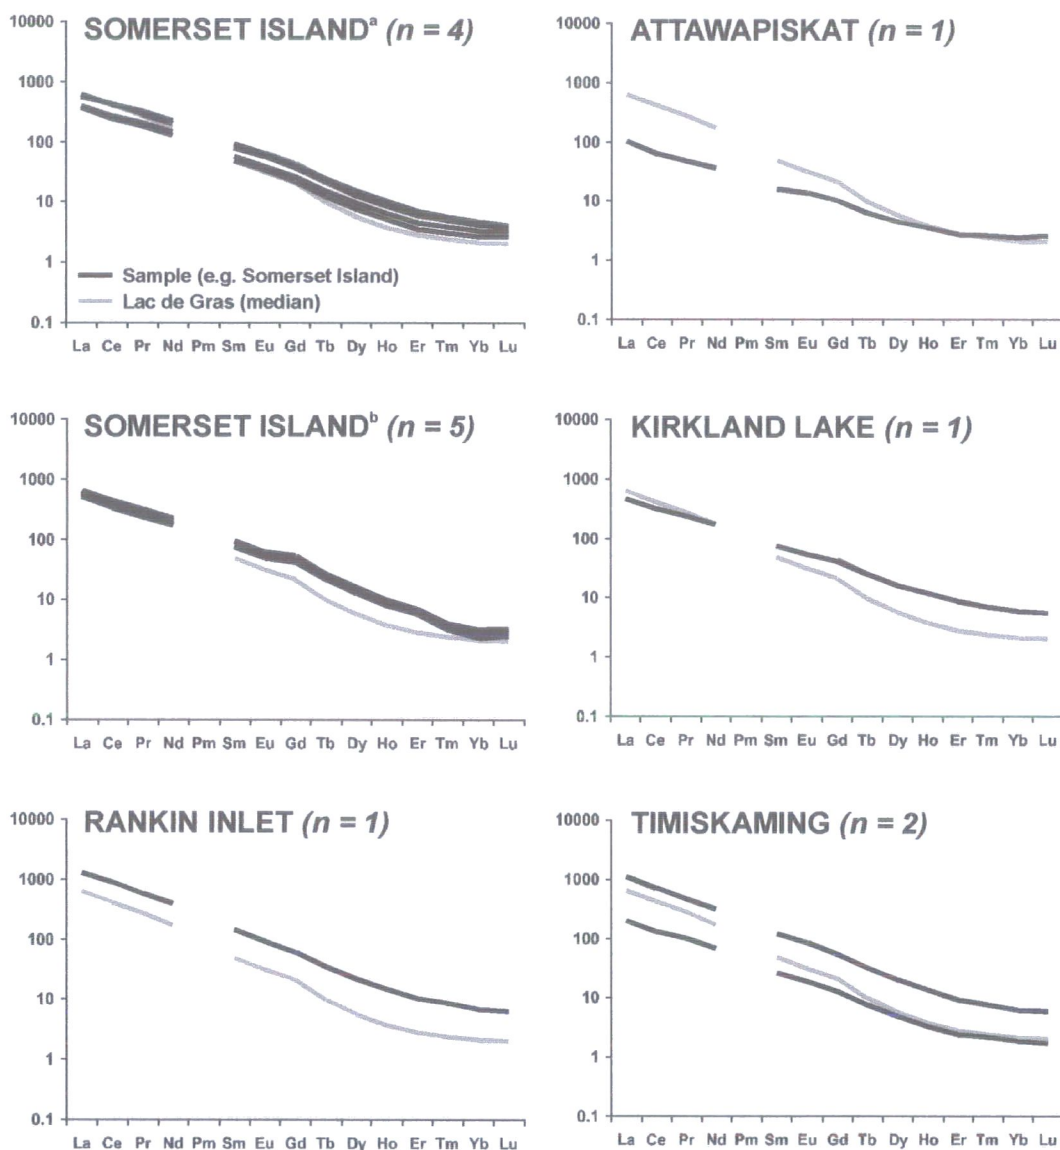 SOMERSET ISLANDª (n = 4)
10000
1000
100
10
1
0.1
Sample (e.g. Somerset Island)
Lac de Gras (median)
La Ce Pr Nd Pm Sm Eu Gd Tb Dy Ho Er Tm Yb Lu
ATTAWAPISKAT (n = 1)
10000
1000
100
10
1
0.1
La Ce Pr Nd Pm Sm Eu Gd Tb Dy Ho Er Tm Yb Lu
SOMERSET ISLANDᵇ (n = 5)
10000
1000
100
10
1
0.1
La Ce Pr Nd Pm Sm Eu Gd Tb Dy Ho Er Tm Yb Lu
KIRKLAND LAKE (n = 1)
10000
1000
100
10
1
0.1
La Ce Pr Nd Pm Sm Eu Gd Tb Dy Ho Er Tm Yb Lu
RANKIN INLET (n = 1)
10000
1000
100
10
1
0.1
La Ce Pr Nd Pm Sm Eu Gd Tb Dy Ho Er Tm Yb Lu
TIMISKAMING (n = 2)
10000
1000
100
10
1
0.1
La Ce Pr Nd Pm Sm Eu Gd Tb Dy Ho Er Tm Yb Lu